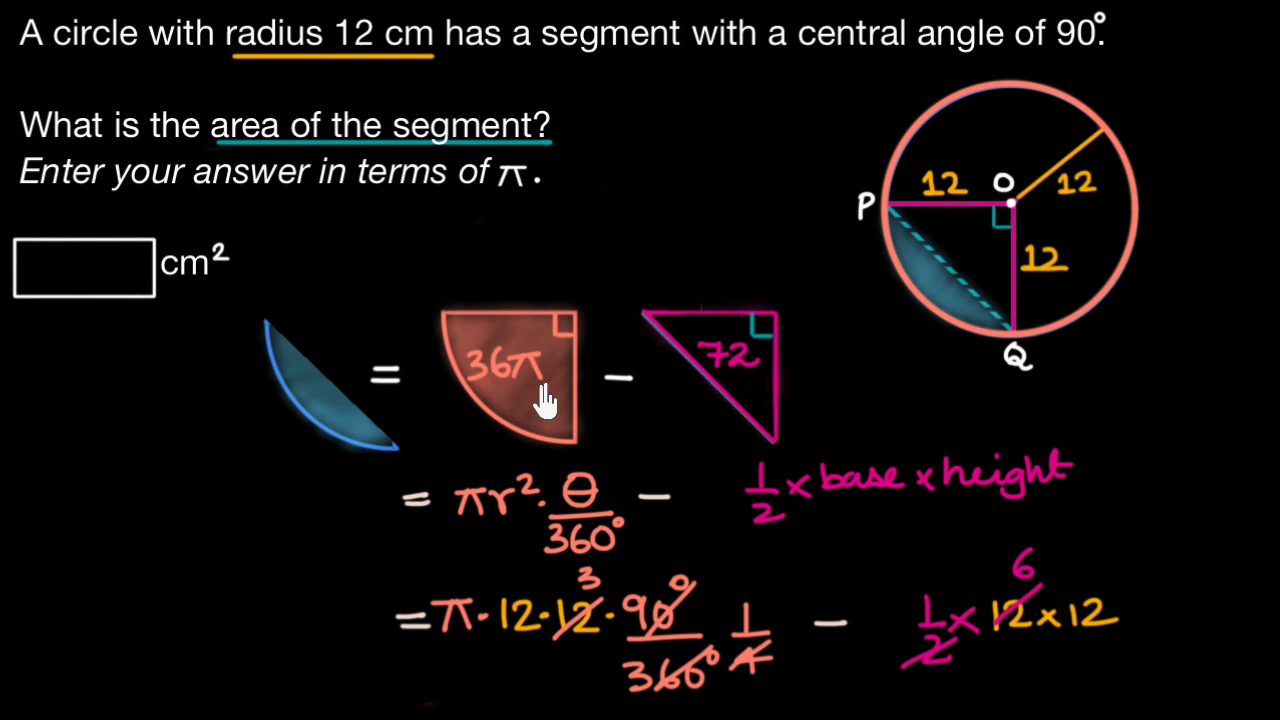 A circle with radius 12 cm has a segment with a central angle of 90°.
What is the area of the segment?
Enter your answer in terms of π.
cm²
P 12 O 12
12
Q
= 36π − 72
= πr² · θ/360° − 1/2 × base × height
= π · 12 · 12 3 · 90°/360° 1/4 − 1/2 × 12 6 × 12